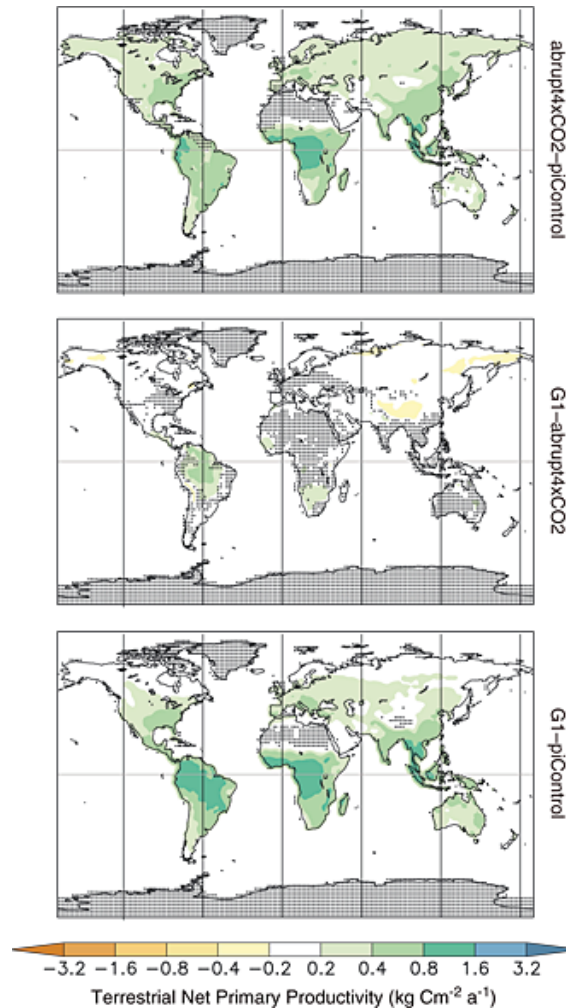 abrupt4xCO2−piControl
G1−abrupt4xCO2
G1−piControl
−3.2 −1.6 −0.8 −0.4 −0.2 0.2 0.4 0.8 1.6 3.2
Terrestrial Net Primary Productivity (kg Cm⁻² a⁻¹)